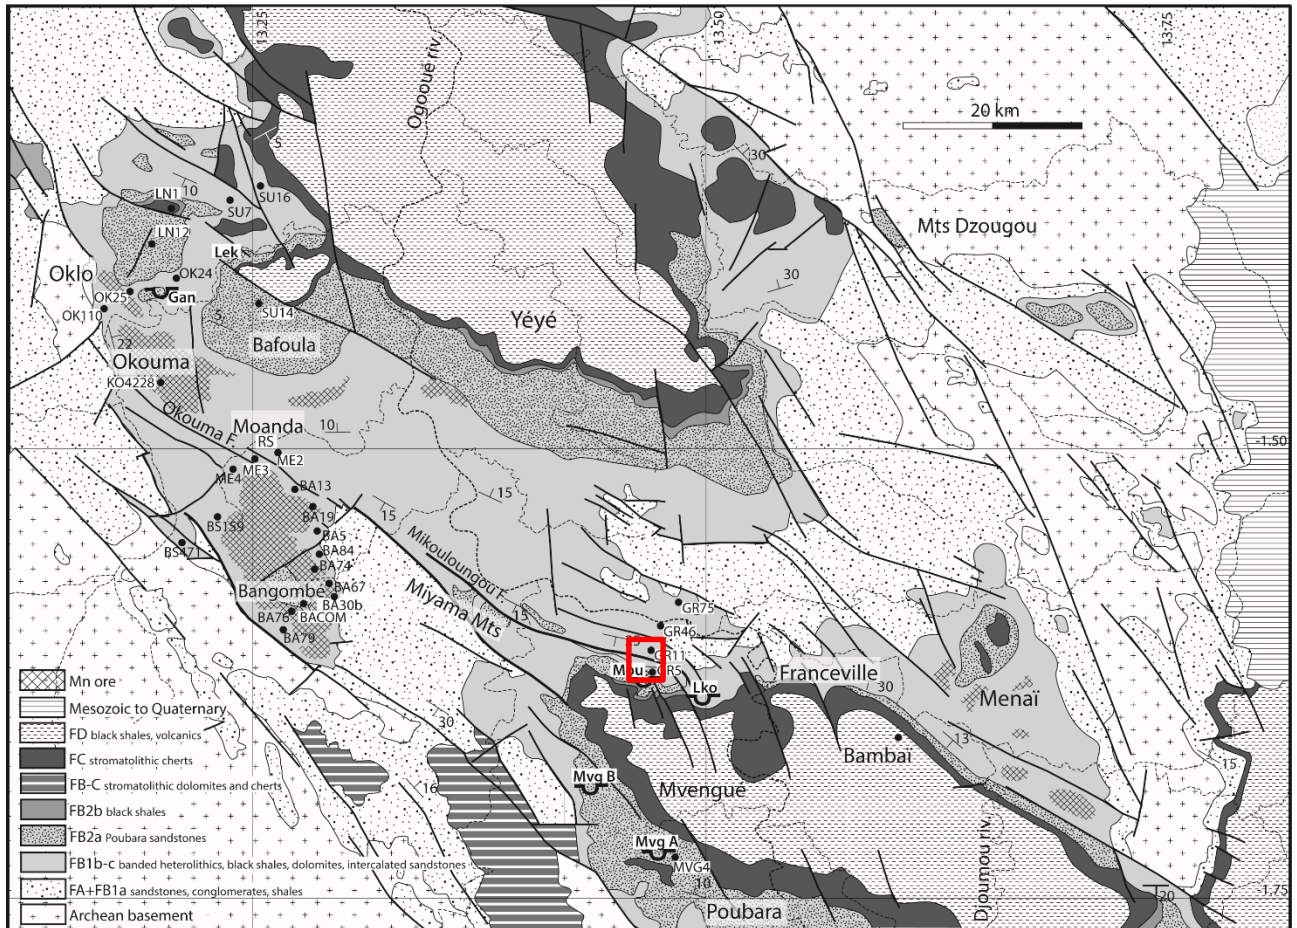 13.25
13.50
13.75
Ogooué riv.
20 km
5
30
LN1
10
SU16
SU7
Mts Dzougou
LN12
Lek
Oklo
OK24
30
OK25
Gan
SU14
OK110
5
Yéyé
22
Bafoula
Okouma
KO4228
Okouma F.
Moanda
10
RS
-1.50
ME2
ME3
ME4
BA13
15
BA19
15
BS159
BA5
Mikouloungou F.
BS471
BA84
BA74
Miyama Mts
Bangombé
BA67
BA30b
GR75
BACOM
15
BA76
GR46
BA79
GR11
Mou
GR5
Franceville
Mn ore
Lko
30
Menaï
Mesozoic to Quaternary
30
FD black shales, volcanics
13
Bambaï
15
FC stromatolithic cherts
Mvg B
FB-C stromatolithic dolomites and cherts
16
Mvengué
FB2b black shales
FB2a Poubara sandstones
Mvg A
FB1b-c banded heterolithics, black shales, dolomites, intercalated sandstones
MVG4
Djoumou riv.
FA+FB1a sandstones, conglomerates, shales
10
20
-1.75
Archean basement
Poubara